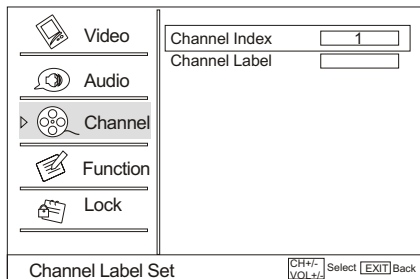 Video
Audio
Channel
Function
Lock
Channel Index 1
Channel Label
Channel Label Set
CH+/- VOL+/- Select EXIT Back